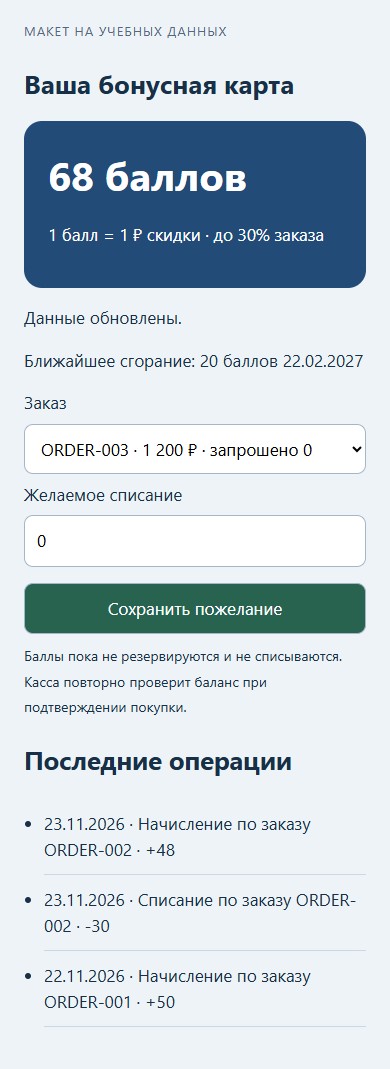 МАКЕТ НА УЧЕБНЫХ ДАННЫХ
Ваша бонусная карта
68 баллов
1 балл = 1 ₽ скидки · до 30% заказа
Данные обновлены.
Ближайшее сгорание: 20 баллов 22.02.2027
Заказ
ORDER-003 · 1 200 ₽ · запрошено 0
Желаемое списание
0
Сохранить пожелание
Баллы пока не резервируются и не списываются.
Касса повторно проверит баланс при
подтверждении покупки.
Последние операции
• 23.11.2026 · Начисление по заказу
ORDER-002 · +48
• 23.11.2026 · Списание по заказу ORDER-
002 · -30
• 22.11.2026 · Начисление по заказу
ORDER-001 · +50